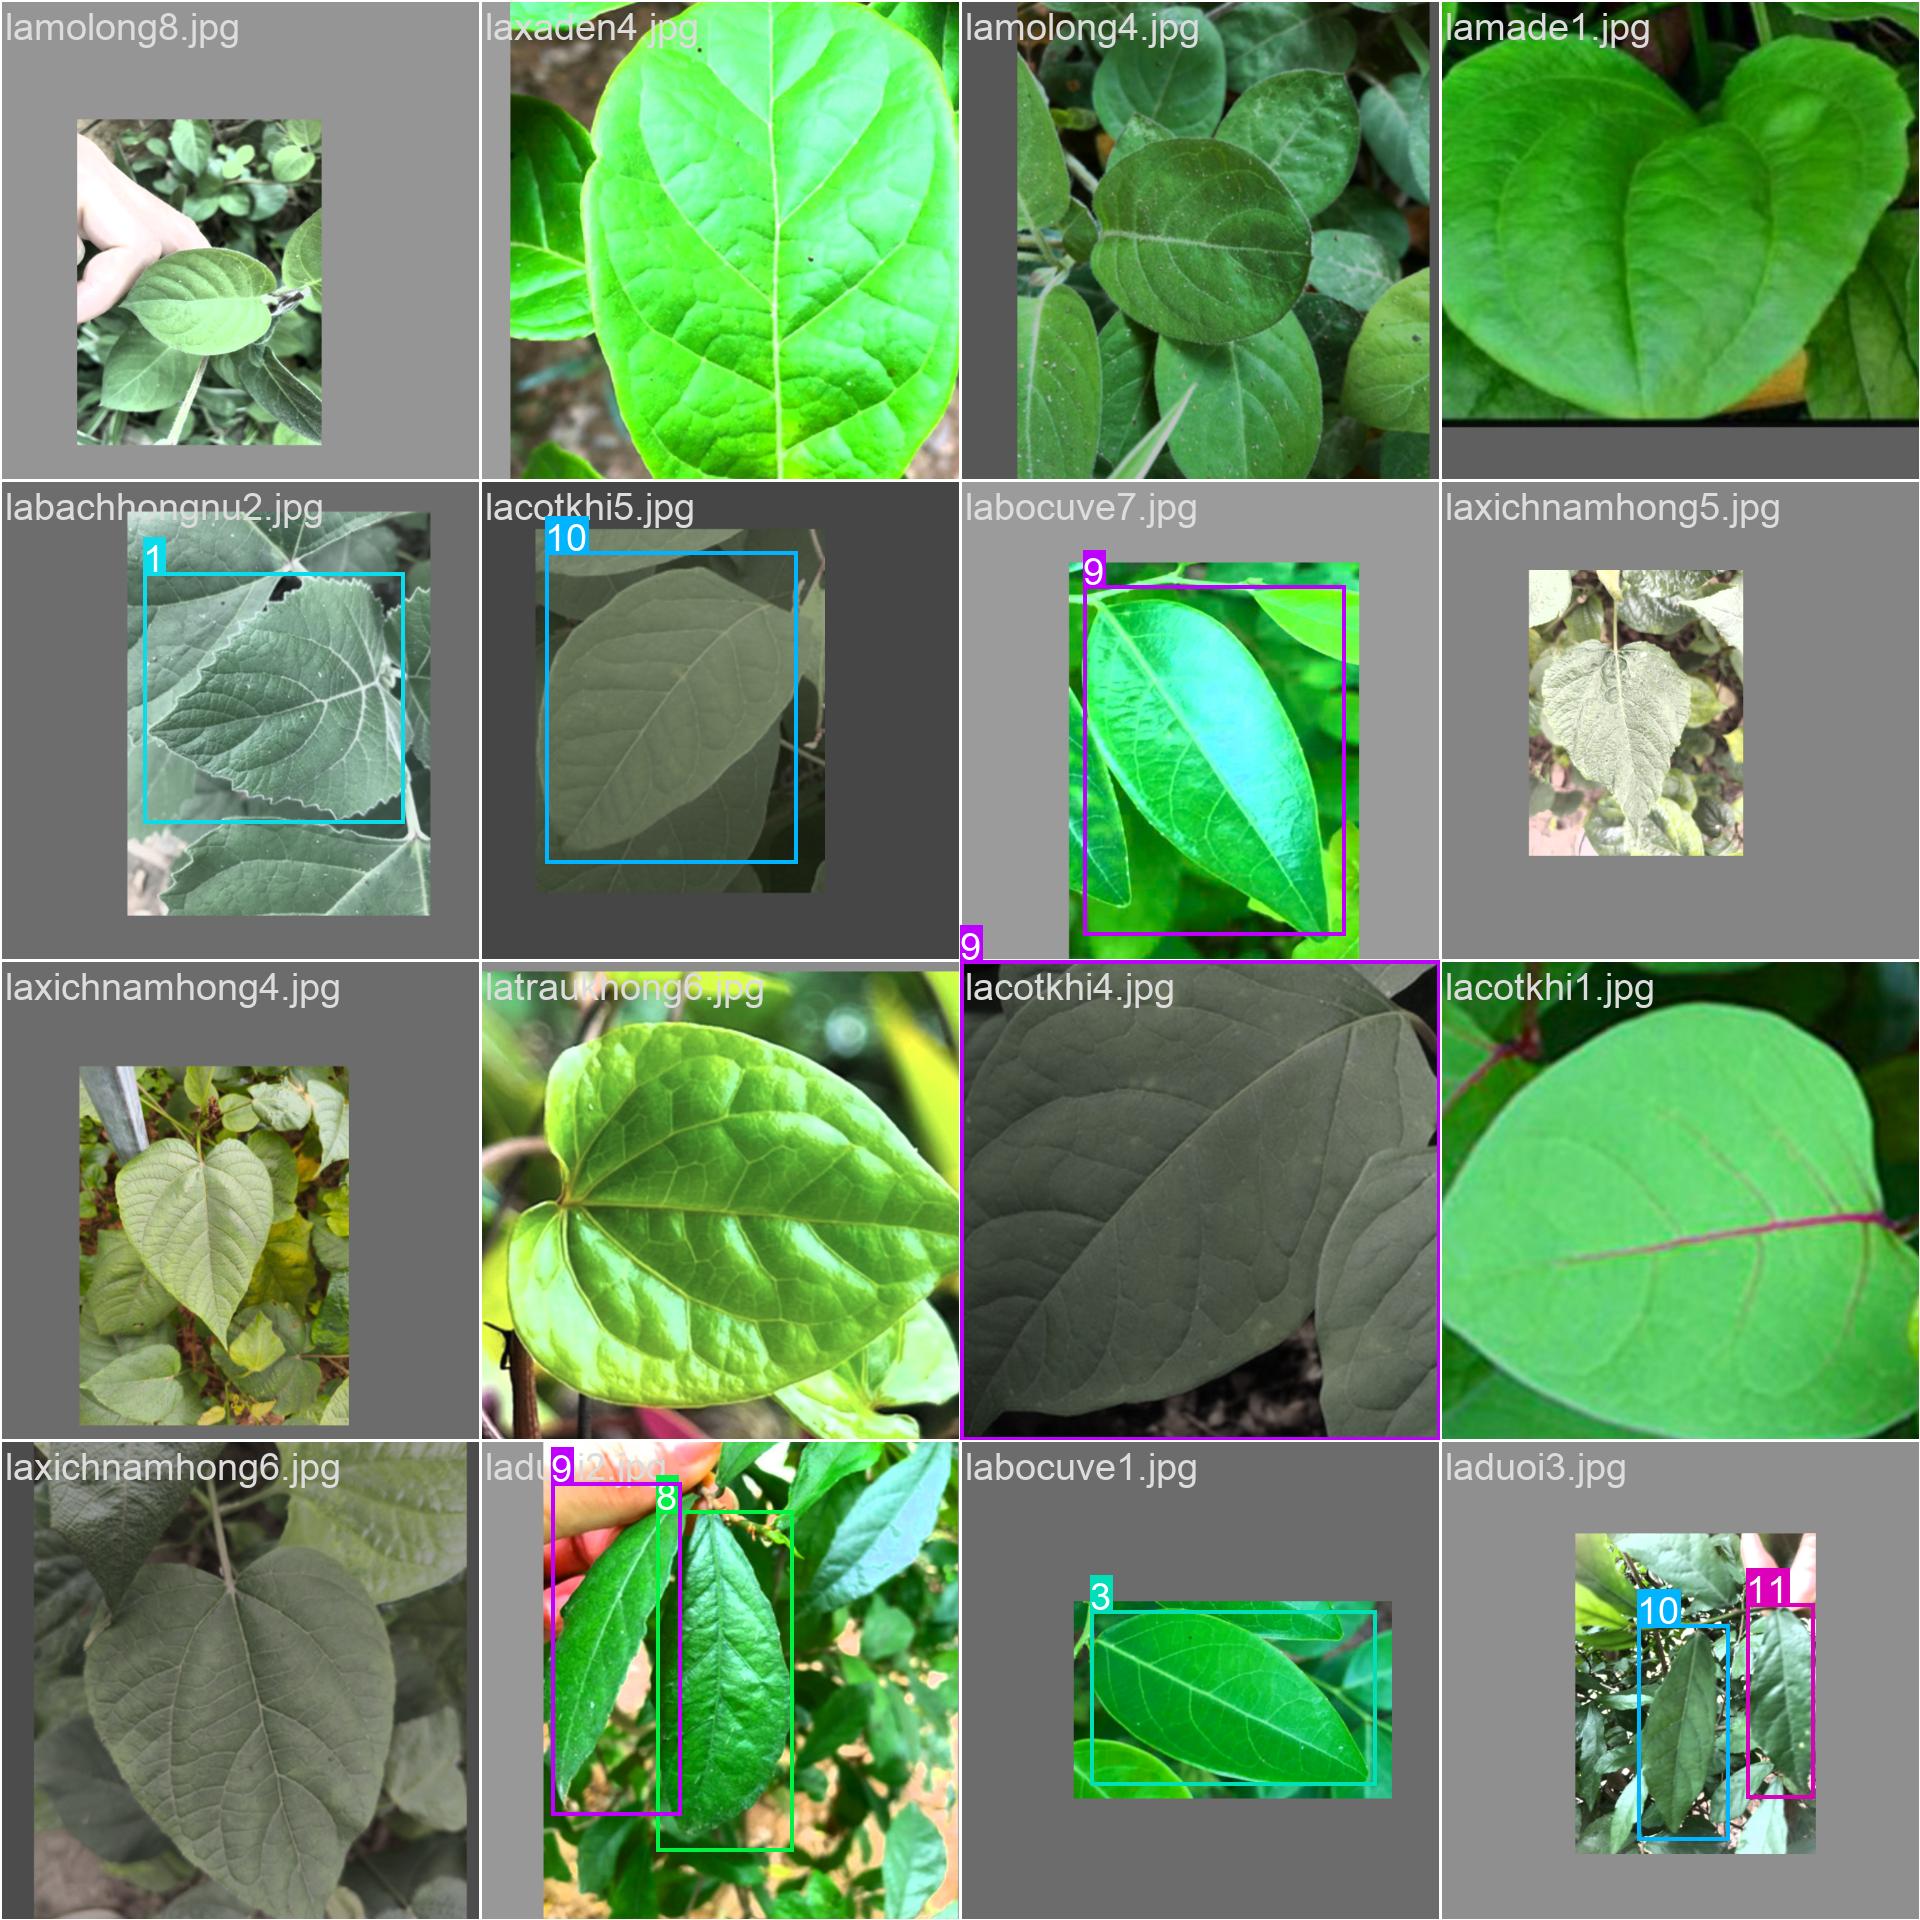 lamolong8.jpg
laxaden4.jpg
lamolong4.jpg
lamade1.jpg
labachhongnu2.jpg
1
lacotkhi5.jpg
10
labocuve7.jpg
9
laxichnamhong5.jpg
laxichnamhong4.jpg
latraukhong6.jpg
9
lacotkhi4.jpg
lacotkhi1.jpg
laxichnamhong6.jpg
9
8
labocuve1.jpg
3
laduoi3.jpg
10
11